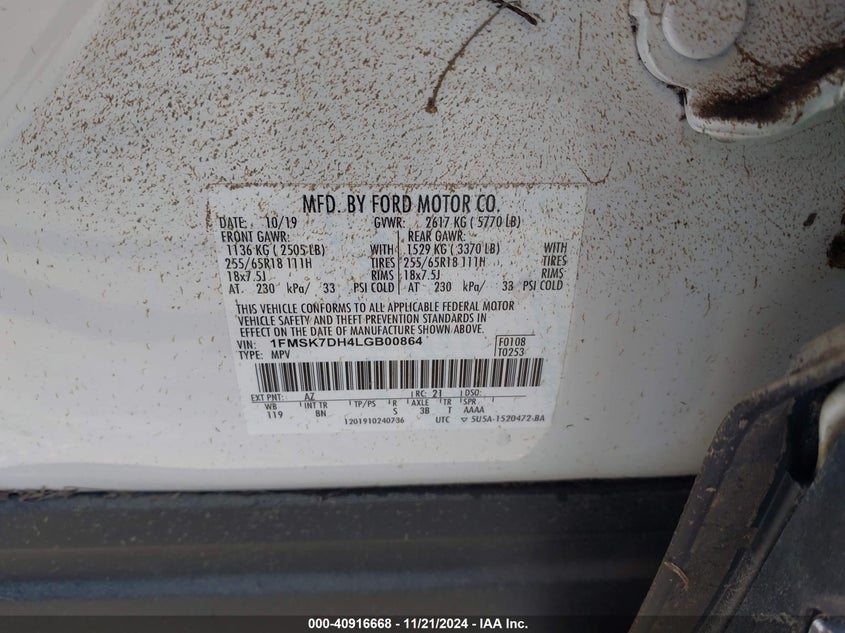 MFD. BY FORD MOTOR CO.
DATE: 10/19 GVWR: 2617 KG ( 5770 LB)
FRONT GAWR: REAR GAWR:
1136 KG ( 2505 LB) WITH 1529 KG ( 3370 LB) WITH
255/65R18 111H TIRES 255/65R18 111H TIRES
18x7.5J RIMS 18x7.5J RIMS
AT 230 kPa/ 33 PSI COLD AT 230 kPa/ 33 PSI COLD
THIS VEHICLE CONFORMS TO ALL APPLICABLE FEDERAL MOTOR
VEHICLE SAFETY AND THEFT PREVENTION STANDARDS IN
EFFECT ON THE DATE OF MANUFACTURE SHOWN ABOVE.
VIN: 1FMSK7DH4LGB00864 F0108
TYPE: MPV T0253
EXT PNT: AZ RC: 21 DSO:
WB INT TR TP/PS R AXLE TR SPR
119 8N S 3B T AAAA
1201910240736 UTC 5U5A-1520472-BA
000-40916668 - 11/21/2024 - IAA Inc.